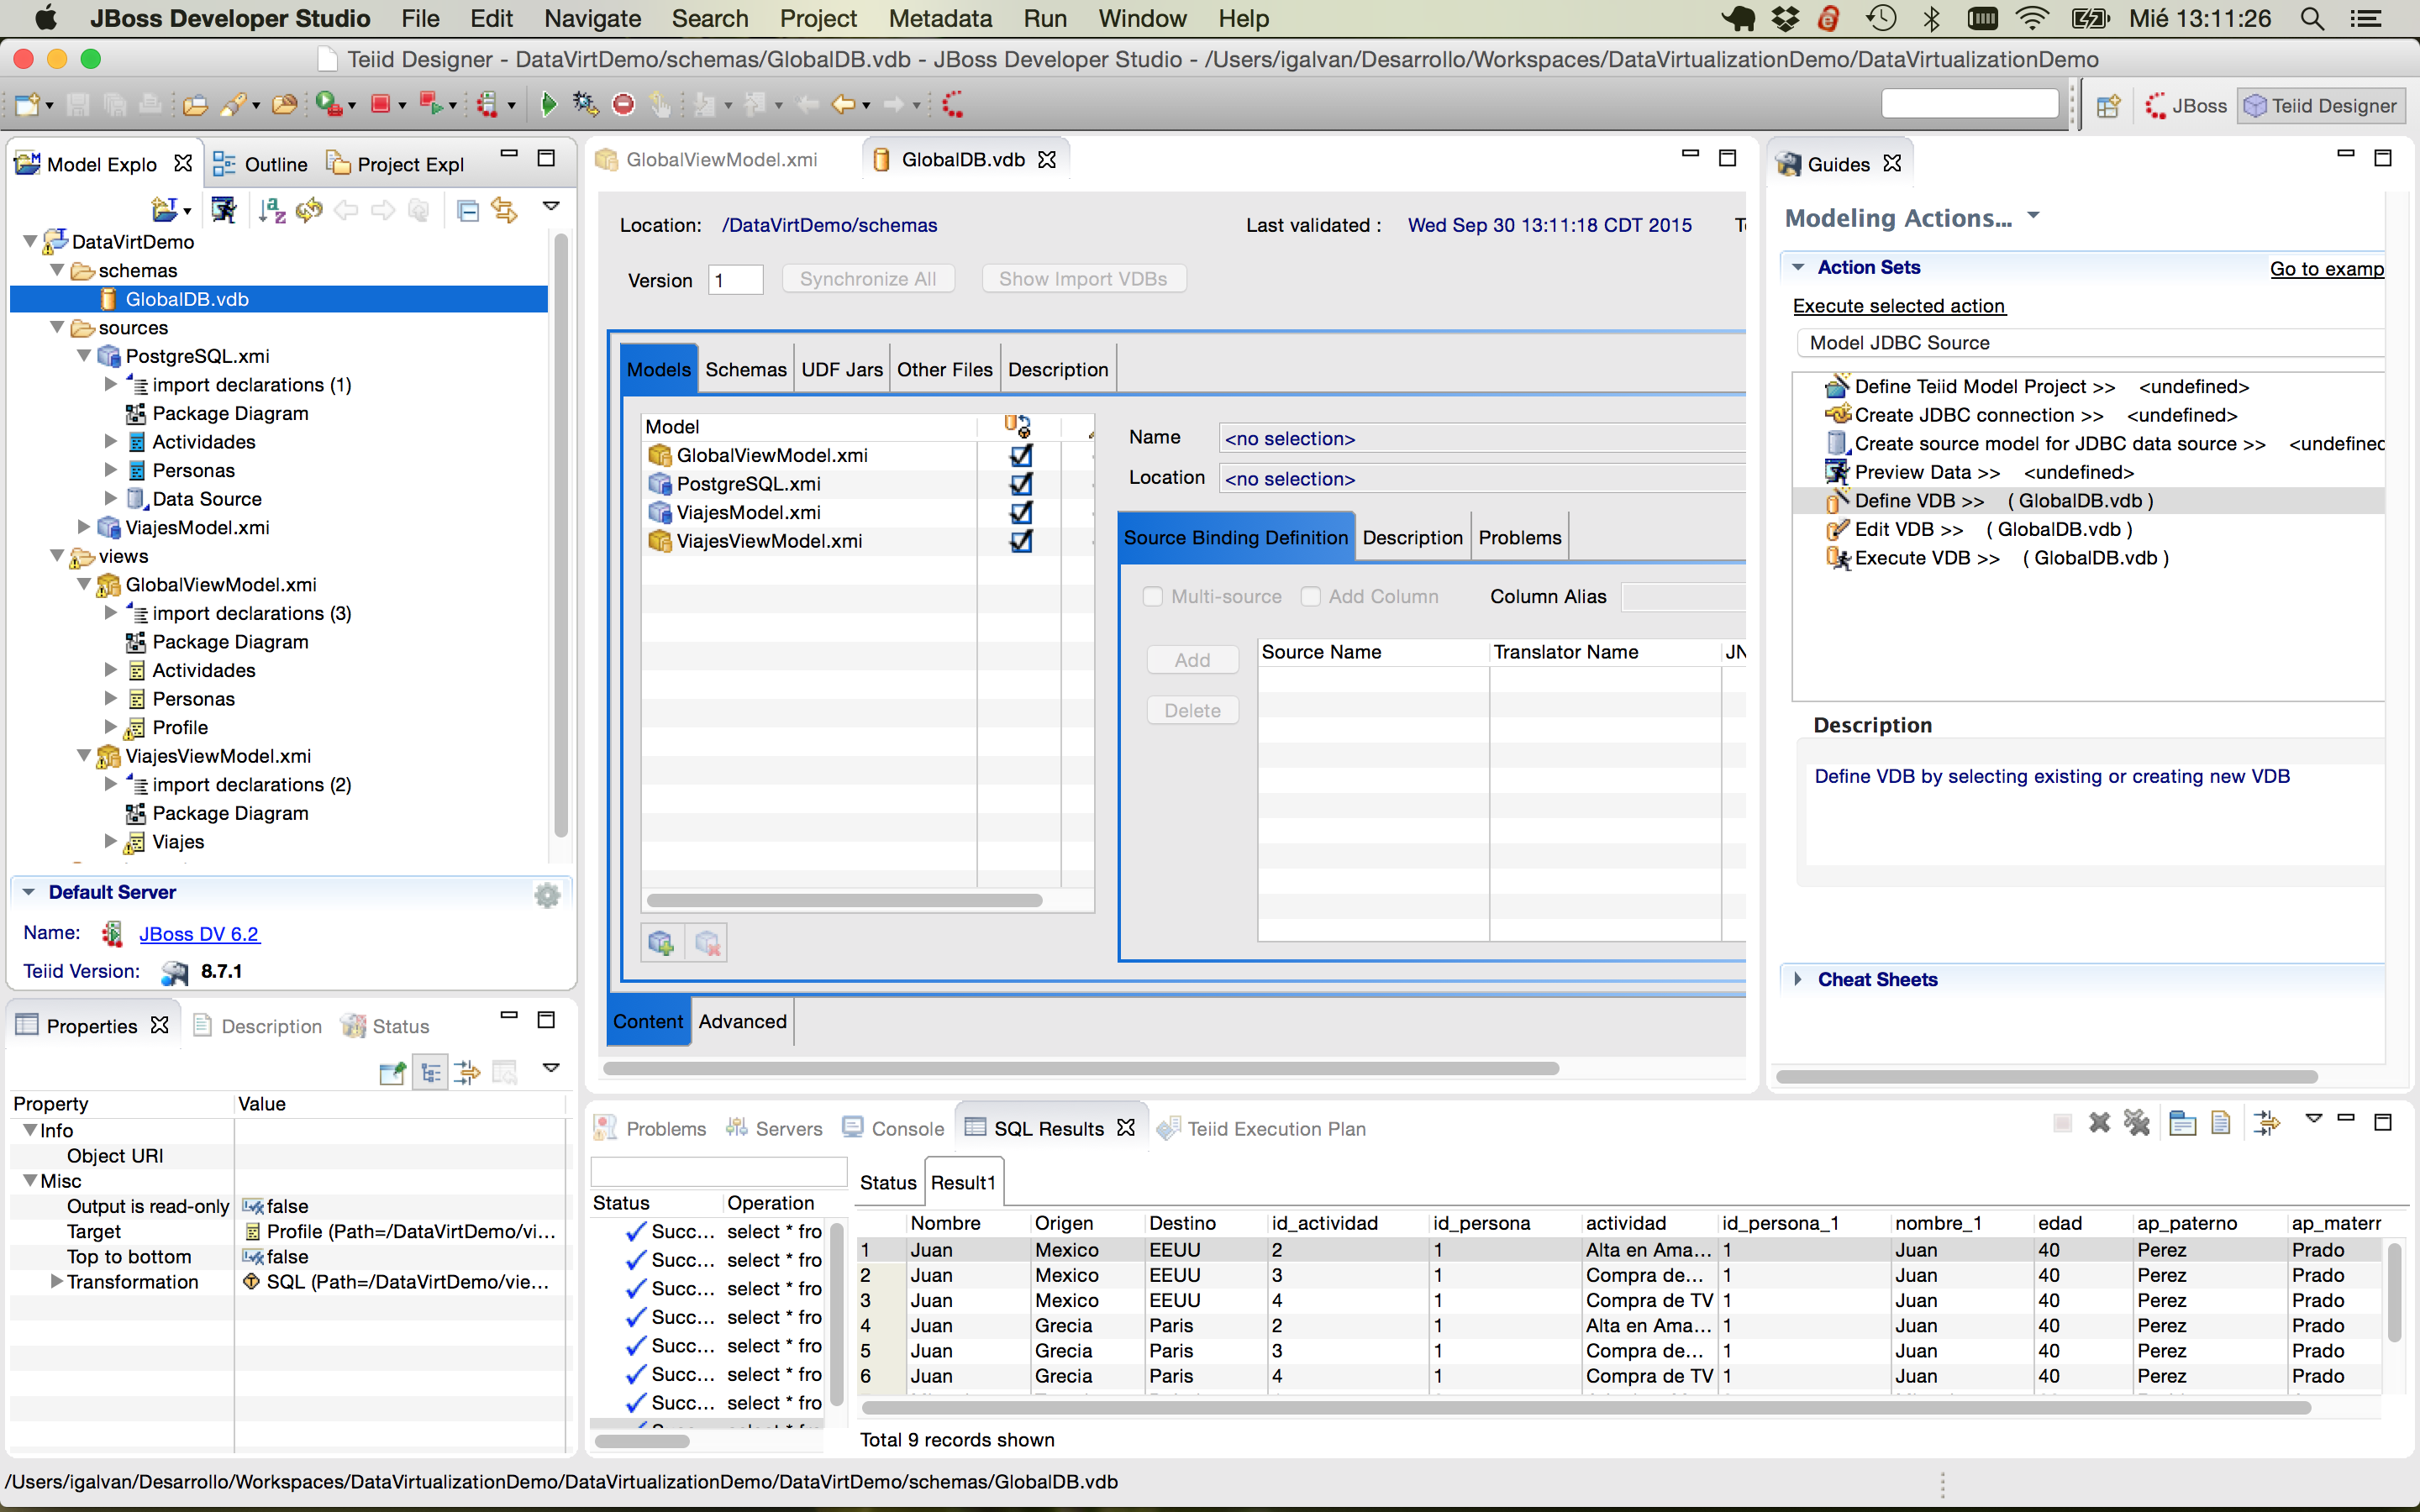 JBoss Developer Studio File Edit Navigate Search Project Metadata Run Window Help Mié 13:11:26
Teiid Designer - DataVirtDemo/schemas/GlobalDB.vdb - JBoss Developer Studio - /Users/igalvan/Desarrollo/Workspaces/DataVirtualizationDemo/DataVirtualizationDemo
JBoss Teiid Designer
Model Explo Outline Project Expl
DataVirtDemo
schemas
GlobalDB.vdb
sources
PostgreSQL.xmi
import declarations (1)
Package Diagram
Actividades
Personas
Data Source
ViajesModel.xmi
views
GlobalViewModel.xmi
import declarations (3)
Package Diagram
Actividades
Personas
Profile
ViajesViewModel.xmi
import declarations (2)
Package Diagram
Viajes
Default Server
Name: JBoss DV 6.2
Teiid Version: 8.7.1
GlobalViewModel.xmi GlobalDB.vdb
Location: /DataVirtDemo/schemas Last validated : Wed Sep 30 13:11:18 CDT 2015
Version 1 Synchronize All Show Import VDBs
Models Schemas UDF Jars Other Files Description
Model
GlobalViewModel.xmi
PostgreSQL.xmi
ViajesModel.xmi
ViajesViewModel.xmi
Name <no selection>
Location <no selection>
Source Binding Definition Description Problems
Multi-source Add Column Column Alias
Add
Delete
Source Name Translator Name JN
Content Advanced
Guides
Modeling Actions...
Action Sets Go to examp
Execute selected action
Model JDBC Source
Define Teiid Model Project >> <undefined>
Create JDBC connection >> <undefined>
Create source model for JDBC data source >> <undefined
Preview Data >> <undefined>
Define VDB >> ( GlobalDB.vdb )
Edit VDB >> ( GlobalDB.vdb )
Execute VDB >> ( GlobalDB.vdb )
Description
Define VDB by selecting existing or creating new VDB
Cheat Sheets
Properties Description Status
Property Value
Info
Object URI
Misc
Output is read-only false
Target Profile (Path=/DataVirtDemo/vi...
Top to bottom false
Transformation SQL (Path=/DataVirtDemo/vie...
Problems Servers Console SQL Results Teiid Execution Plan
Status Operation
Succ... select * fro
Succ... select * fro
Succ... select * fro
Succ... select * fro
Succ... select * fro
Succ... select * fro
Succ... select * fro
Status Result1
Nombre Origen Destino id_actividad id_persona actividad id_persona_1 nombre_1 edad ap_paterno ap_materr
1 Juan Mexico EEUU 2 1 Alta en Ama... 1 Juan 40 Perez Prado
2 Juan Mexico EEUU 3 1 Compra de... 1 Juan 40 Perez Prado
3 Juan Mexico EEUU 4 1 Compra de TV 1 Juan 40 Perez Prado
4 Juan Grecia Paris 2 1 Alta en Ama... 1 Juan 40 Perez Prado
5 Juan Grecia Paris 3 1 Compra de... 1 Juan 40 Perez Prado
6 Juan Grecia Paris 4 1 Compra de TV 1 Juan 40 Perez Prado
Total 9 records shown
/Users/igalvan/Desarrollo/Workspaces/DataVirtualizationDemo/DataVirtualizationDemo/DataVirtDemo/schemas/GlobalDB.vdb